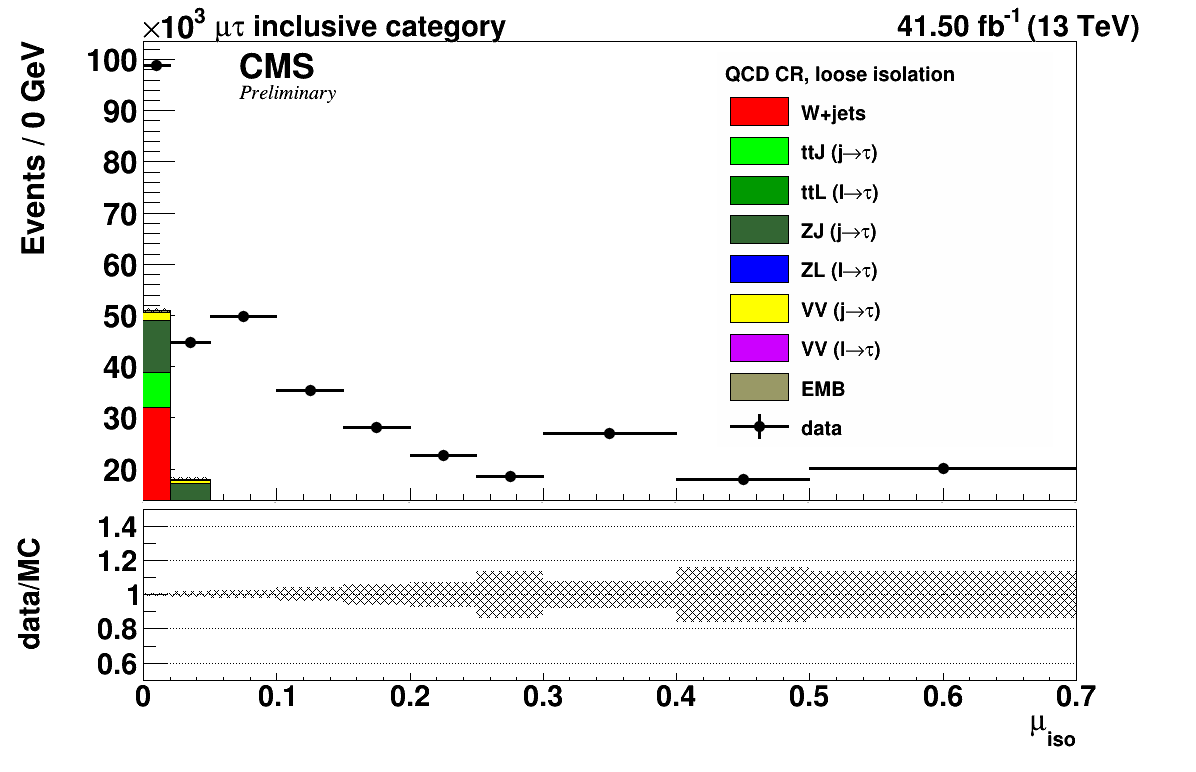 ×10³ μτ inclusive category
41.50 fb⁻¹ (13 TeV)
Events / 0 GeV
100
90
80
70
60
50
40
30
20
CMS
Preliminary
QCD CR, loose isolation
W+jets
ttJ (j→τ)
ttL (l→τ)
ZJ (j→τ)
ZL (l→τ)
VV (j→τ)
VV (l→τ)
EMB
data
data/MC
1.4
1.2
1
0.8
0.6
0 0.1 0.2 0.3 0.4 0.5 0.6 0.7
μ_iso